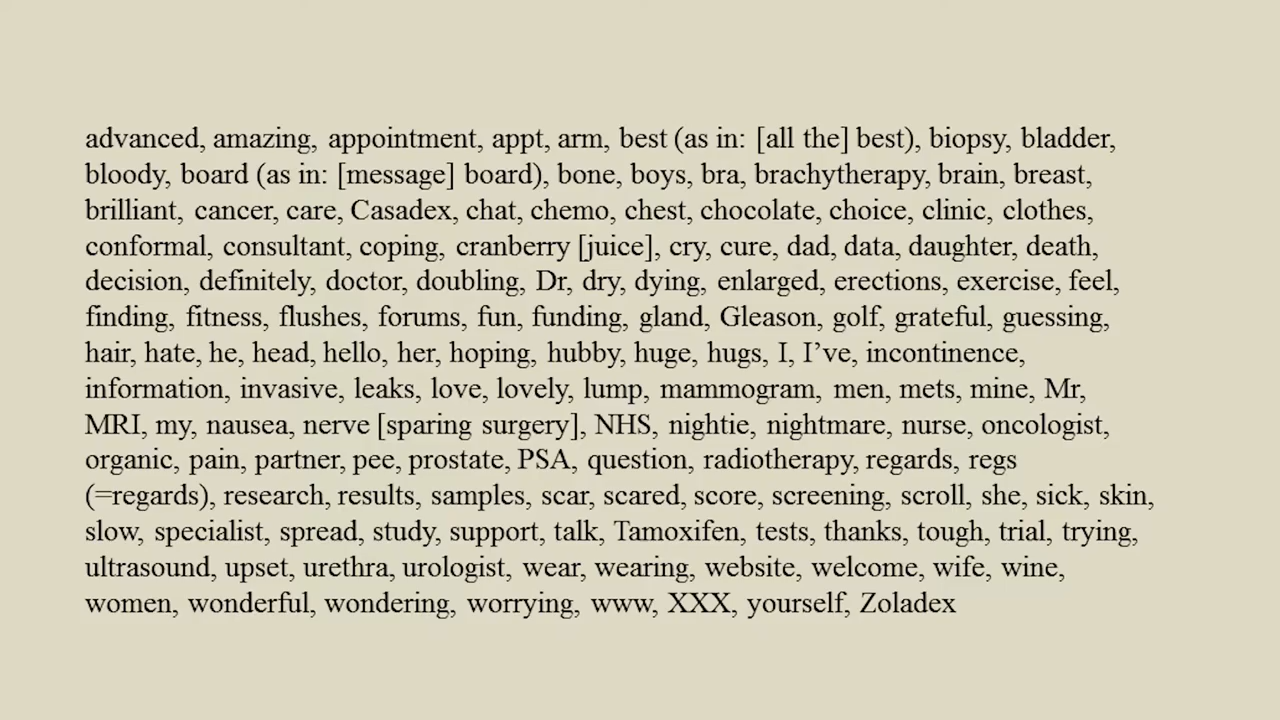 advanced, amazing, appointment, appt, arm, best (as in: [all the] best), biopsy, bladder,
bloody, board (as in: [message] board), bone, boys, bra, brachytherapy, brain, breast,
brilliant, cancer, care, Casadex, chat, chemo, chest, chocolate, choice, clinic, clothes,
conformal, consultant, coping, cranberry [juice], cry, cure, dad, data, daughter, death,
decision, definitely, doctor, doubling, Dr, dry, dying, enlarged, erections, exercise, feel,
finding, fitness, flushes, forums, fun, funding, gland, Gleason, golf, grateful, guessing,
hair, hate, he, head, hello, her, hoping, hubby, huge, hugs, I, I’ve, incontinence,
information, invasive, leaks, love, lovely, lump, mammogram, men, mets, mine, Mr,
MRI, my, nausea, nerve [sparing surgery], NHS, nightie, nightmare, nurse, oncologist,
organic, pain, partner, pee, prostate, PSA, question, radiotherapy, regards, regs
(=regards), research, results, samples, scar, scared, score, screening, scroll, she, sick, skin,
slow, specialist, spread, study, support, talk, Tamoxifen, tests, thanks, tough, trial, trying,
ultrasound, upset, urethra, urologist, wear, wearing, website, welcome, wife, wine,
women, wonderful, wondering, worrying, www, XXX, yourself, Zoladex